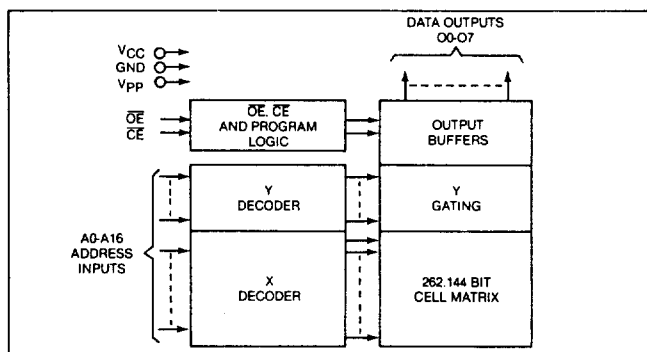 DATA OUTPUTS
O0-O7
VCC
GND
VPP
OE
CE
OE, CE
AND PROGRAM
LOGIC
OUTPUT
BUFFERS
Y
DECODER
Y
GATING
A0-A16
ADDRESS
INPUTS
X
DECODER
262.144 BIT
CELL MATRIX